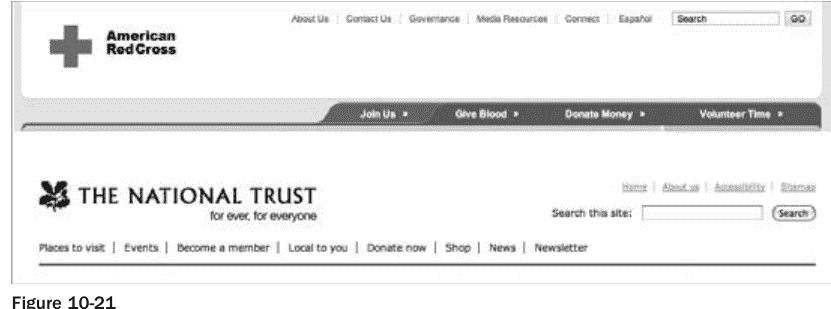 About Us | Contact Us | Governance | Media Resources | Connect | Español Search GO
American
Red Cross
Join Us Give Blood Donate Money Volunteer Time
Home | About us | Accessibility | Sitemap
THE NATIONAL TRUST
for ever, for everyone
Search this site: Search
Places to visit | Events | Become a member | Local to you | Donate now | Shop | News | Newsletter
Figure 10-21